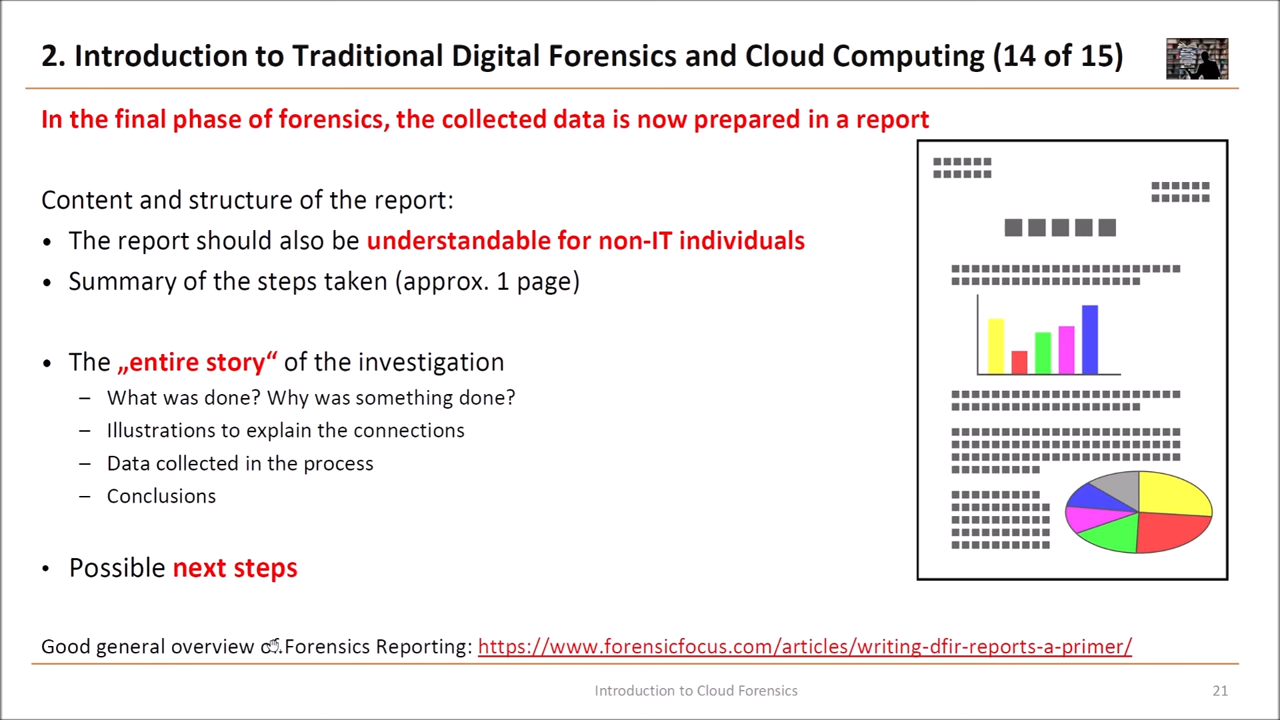 2. Introduction to Traditional Digital Forensics and Cloud Computing (14 of 15)
In the final phase of forensics, the collected data is now prepared in a report
Content and structure of the report:
• The report should also be understandable for non-IT individuals
• Summary of the steps taken (approx. 1 page)
• The „entire story“ of the investigation
– What was done? Why was something done?
– Illustrations to explain the connections
– Data collected in the process
– Conclusions
• Possible next steps
Good general overview Forensics Reporting: https://www.forensicfocus.com/articles/writing-dfir-reports-a-primer/
Introduction to Cloud Forensics
21